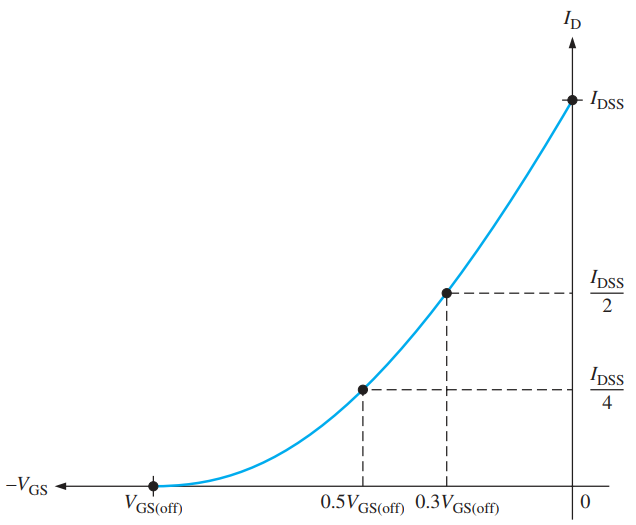 I_D
I_DSS
I_DSS
2
I_DSS
4
−V_GS
V_GS(off)
0.5V_GS(off) 0.3V_GS(off)
0